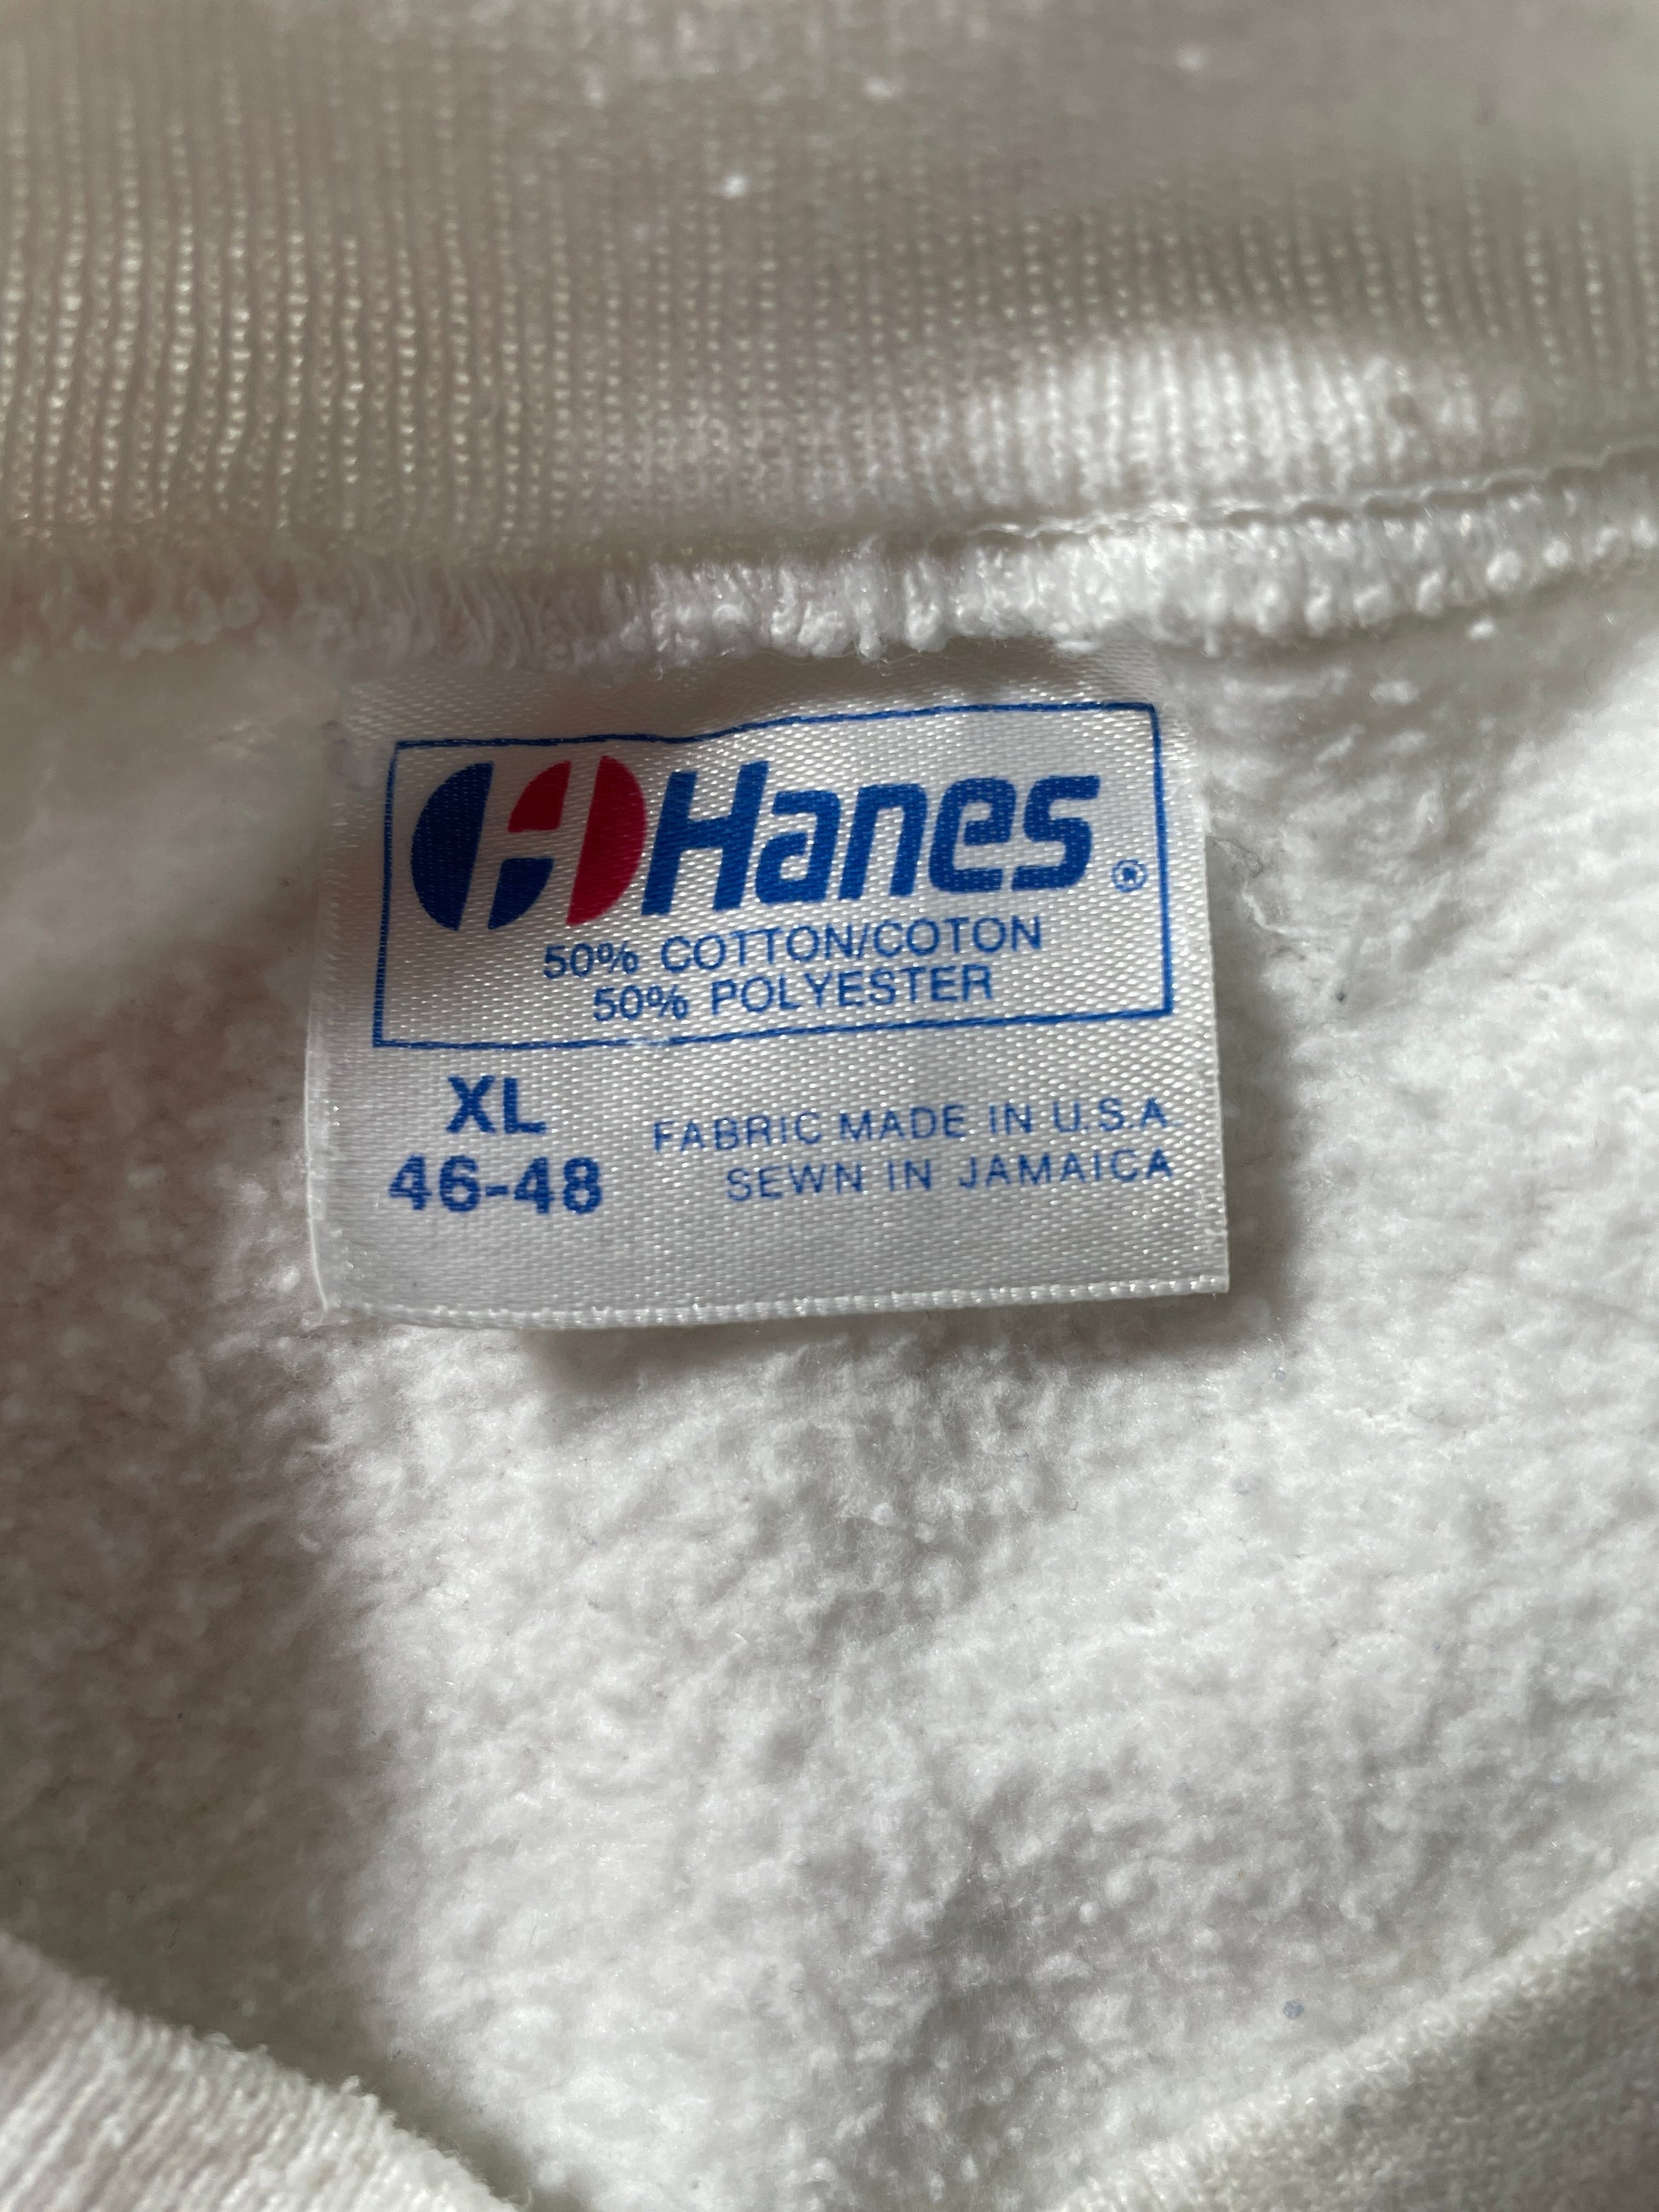 Hanes ®
50% COTTON/COTON
50% POLYESTER
XL
46-48
FABRIC MADE IN U.S.A.
SEWN IN JAMAICA